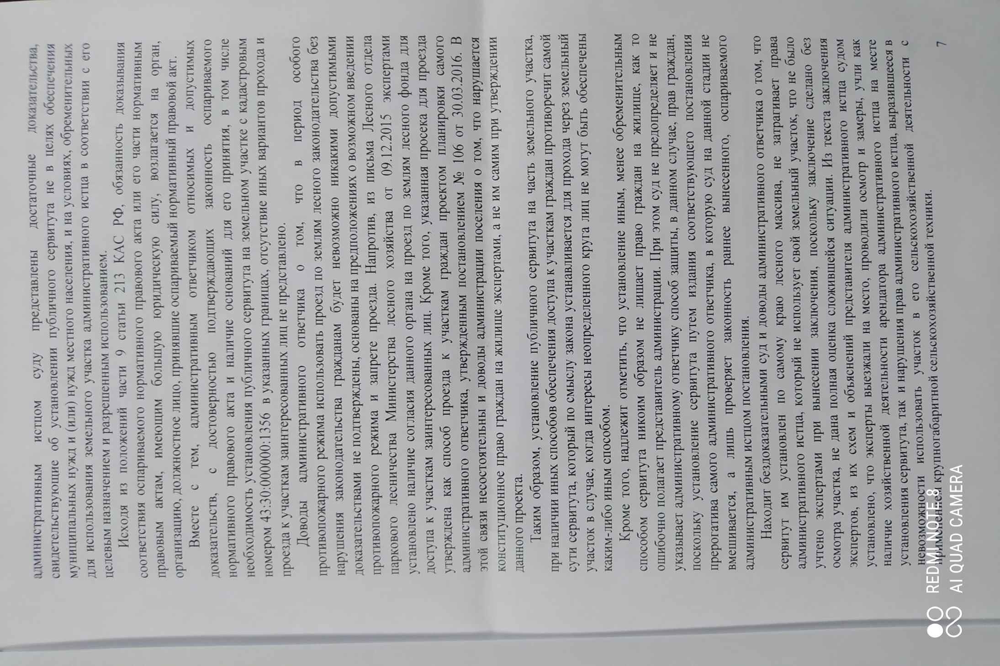 административным истцом суду представлены достаточные доказательства,
свидетельствующие об установлении публичного сервитута не в целях обеспечения
муниципальных нужд и (или) нужд местного населения, и на условиях, обременительных
для использования земельного участка административного истца в соответствии с его
целевым назначением и разрешенным использованием.
Исходя из положений части 9 статьи 213 КАС РФ, обязанность доказывания
соответствия оспариваемого нормативного правового акта или его части нормативным
правовым актам, имеющим большую юридическую силу, возлагается на орган,
организацию, должностное лицо, принявшие оспариваемый нормативный правовой акт.
Вместе с тем, административным ответчиком относимых и допустимых
доказательств, с достоверностью подтверждающих законность оспариваемого
нормативного правового акта и наличие оснований для его принятия, в том числе
необходимость установления публичного сервитута на земельном участке с кадастровым
номером 43:30:000000:1356 в указанных границах, отсутствие иных вариантов прохода и
проезда к участкам заинтересованных лиц не представлено.
Доводы административного ответчика о том, что в период особого
противопожарного режима использовать проезд по землям лесного законодательства без
нарушения законодательства гражданам будет невозможно никакими допустимыми
доказательствами не подтверждены, основаны на предположениях о возможном введении
противопожарного режима и запрете проезда. Напротив, из письма Лесного отдела
паркового лесничества Министерства лесного хозяйства от 09.12.2015 экспертами
установлено наличие согласия данного органа на проезд по землям лесного фонда для
доступа к участкам заинтересованных лиц. Кроме того, указанная просека для проезда
утверждена как способ проезда к участкам граждан проектом планировки самого
административного ответчика, утвержденным постановлением № 106 от 30.03.2016. В
этой связи несостоятельны и доводы администрации поселения о том, что нарушается
конституционное право граждан на жилище экспертами, а не им самим при утверждении
данного проекта.
Таким образом, установление публичного сервитута на часть земельного участка,
при наличии иных способов обеспечения доступа к участкам граждан противоречит самой
сути сервитута, который по смыслу закона устанавливается для прохода через земельный
участок в случае, когда интересы неопределенного круга лиц не могут быть обеспечены
каким-либо иным способом.
Кроме того, надлежит отметить, что установление иным, менее обременительным
способом сервитута никоим образом не лишает право граждан на жилище, как то
ошибочно полагает представитель администрации. При этом суд не предопределяет и не
указывает административному ответчику способ защиты, в данном случае, прав граждан,
поскольку установление сервитута путем издания соответствующего постановления
прерогатива самого административного ответчика, в которую суд на данной стадии не
вмешивается, а лишь проверяет законность раннее вынесенного, оспариваемого
административным истцом постановления.
Находит бездоказательными суд и доводы административного ответчика о том, что
сервитут им установлен по самому краю лесного массива, не затрагивает права
административного истца, который не использует свой земельный участок, что не было
учтено экспертами при вынесении заключения, поскольку заключение сделано без
осмотра участка, не дана полная оценка сложившейся ситуации. Из текста заключения
экспертов, из их схем и объяснений представителя административного истца судом
установлено, что эксперты выезжали на место, проводили осмотр и замеры, учли как
наличие хозяйственной деятельности арендатора административного истца на месте
установления сервитута, так и нарушения прав административного истца, выразившееся в
невозможности использовать участок в его сельскохозяйственной деятельности с
применением крупногабаритной сельскохозяйственной техники.
7
REDMI NOTE 8
AI QUAD CAMERA